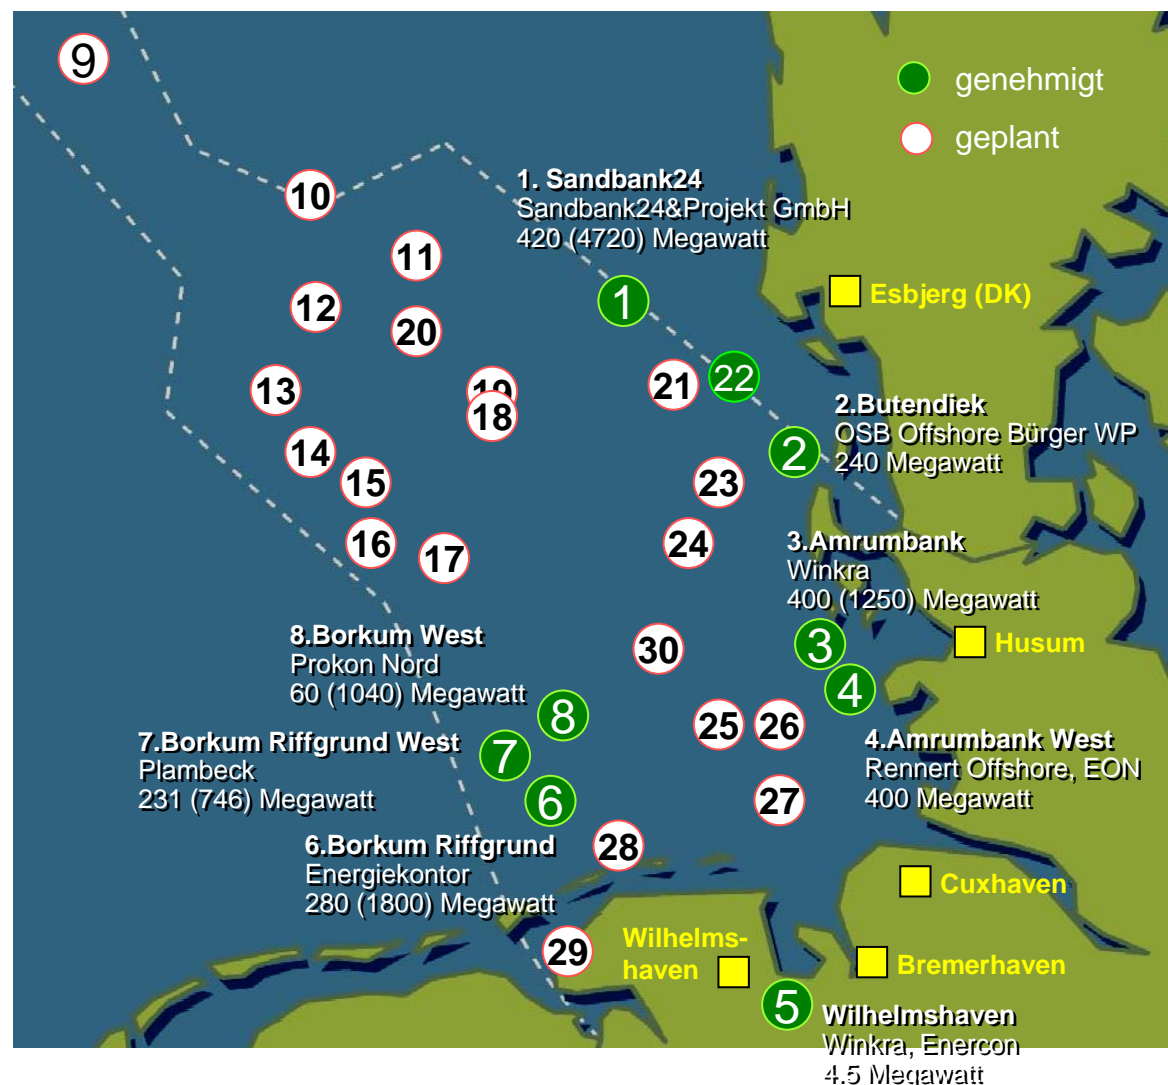 9
genehmigt
geplant
1. Sandbank24
Sandbank24&Projekt GmbH
420 (4720) Megawatt
10
11
12
1
Esbjerg (DK)
20
13
19
18
21
22
2.Butendiek
OSB Offshore Bürger WP
240 Megawatt
2
14
15
23
16
17
24
3.Amrumbank
Winkra
400 (1250) Megawatt
8.Borkum West
Prokon Nord
60 (1040) Megawatt
30
3
Husum
4
8
25
26
7.Borkum Riffgrund West
Plambeck
231 (746) Megawatt
7
4.Amrumbank West
Rennert Offshore, EON
400 Megawatt
6
27
6.Borkum Riffgrund
Energiekontor
280 (1800) Megawatt
28
Cuxhaven
29
Wilhelms-
haven
Bremerhaven
5
Wilhelmshaven
Winkra, Enercon
4.5 Megawatt